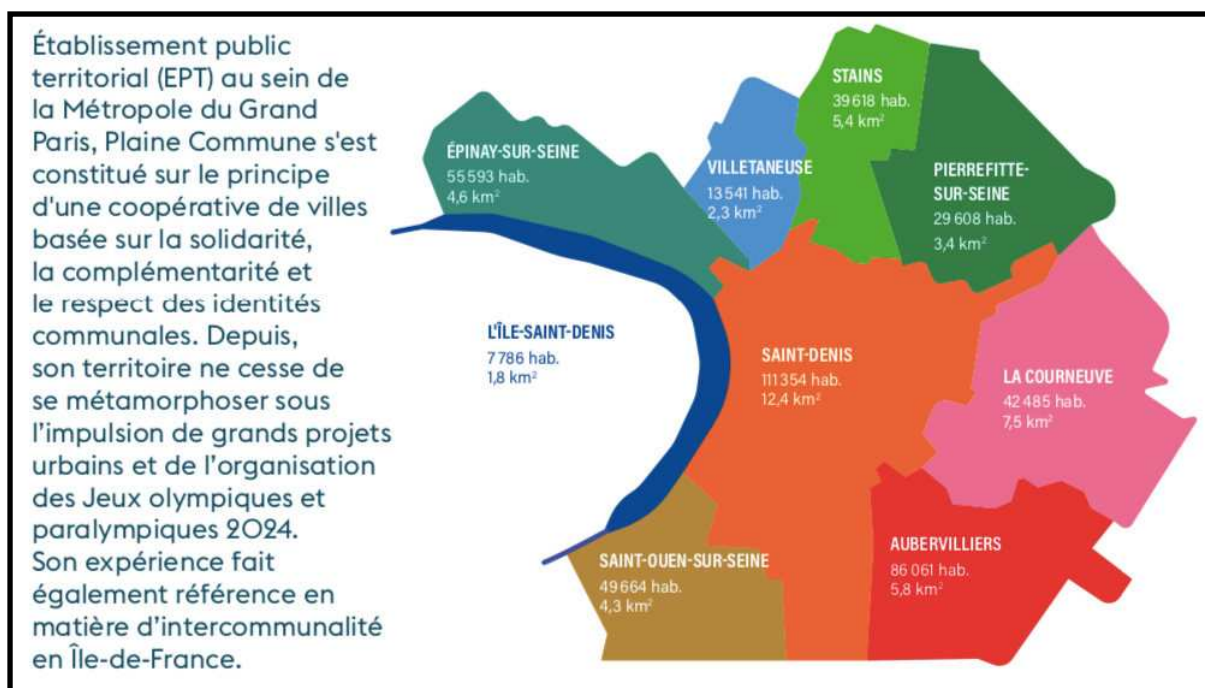 Établissement public
territorial (EPT) au sein de
la Métropole du Grand
Paris, Plaine Commune s'est
constitué sur le principe
d'une coopérative de villes
basée sur la solidarité,
la complémentarité et
le respect des identités
communales. Depuis,
son territoire ne cesse de
se métamorphoser sous
l'impulsion de grands projets
urbains et de l'organisation
des Jeux olympiques et
paralympiques 2024.
Son expérience fait
également référence en
matière d'intercommunalité
en Île-de-France.
STAINS
39 618 hab.
5,4 km²
ÉPINAY-SUR-SEINE
55 593 hab.
4,6 km²
VILLETANEUSE
13 541 hab.
2,3 km²
PIERREFITTE-
SUR-SEINE
29 608 hab.
3,4 km²
L'ÎLE-SAINT-DENIS
7 786 hab.
1,8 km²
SAINT-DENIS
111 354 hab.
12,4 km²
LA COURNEUVE
42 485 hab.
7,5 km²
SAINT-OUEN-SUR-SEINE
49 664 hab.
4,3 km²
AUBERVILLIERS
86 061 hab.
5,8 km²